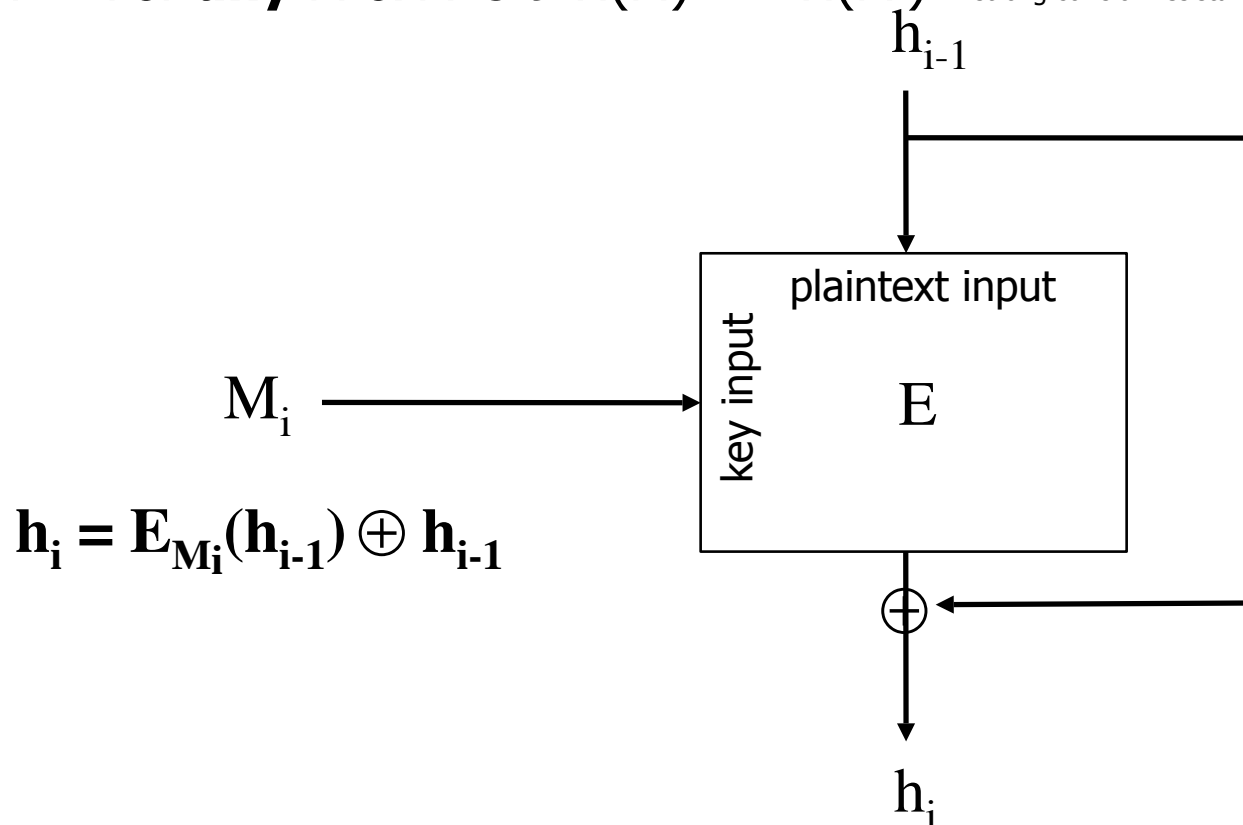 h(M) h(M')
h_{i-1}
plaintext input
key input
E
M_i
h_i = E_{M_i}(h_{i-1}) ⊕ h_{i-1}
h_i